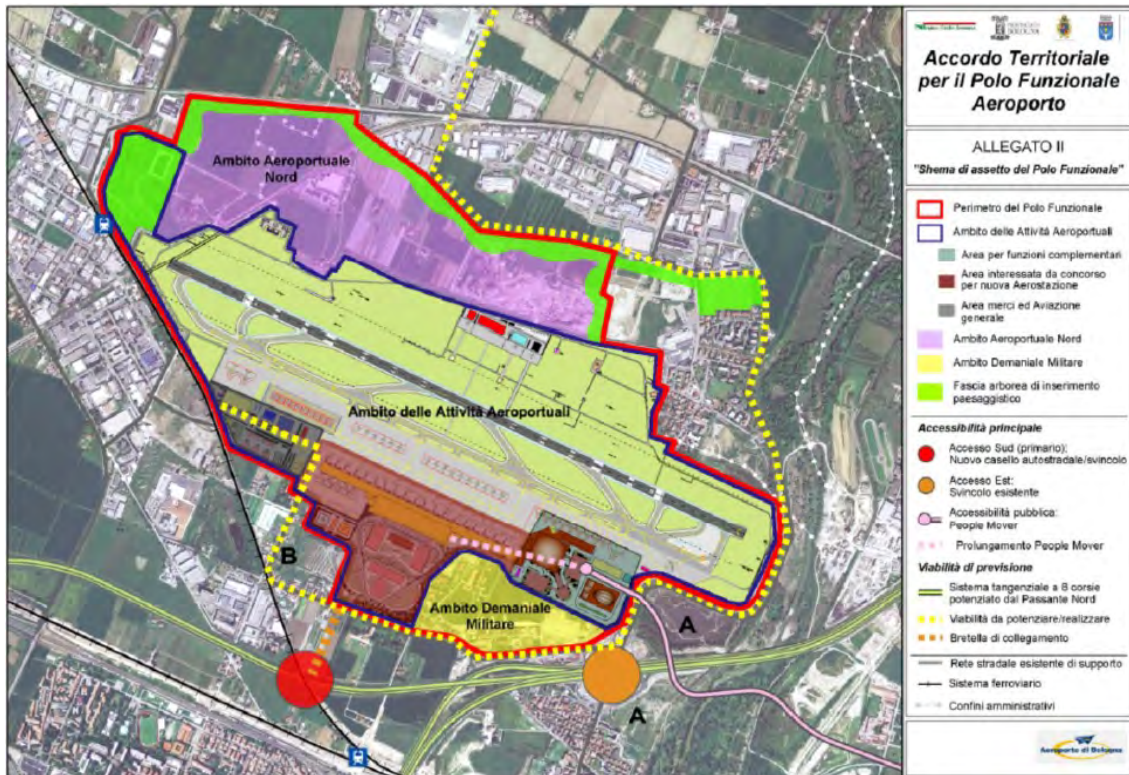 Accordo Territoriale
per il Polo Funzionale
Aeroporto
ALLEGATO II
"Shema di assetto del Polo Funzionale"
Perimetro del Polo Funzionale
Ambito delle Attività Aeroportuali
Area per funzioni complementari
Area interessata da concorso
per nuova Aerostazione
Area merci ed Aviazione
generale
Ambito Aeroportuale Nord
Ambito Demaniale Militare
Fascia arborea di inserimento
paesaggistico
Accessibilità principale
Accesso Sud (primario):
Nuovo casello autostradale/svincolo
Accesso Est:
Svincolo esistente
Accessibilità pubblica:
People Mover
Prolungamento People Mover
Viabilità di previsione
Sistema tangenziale a 8 corsie
potenziato dal Passante Nord
Viabilità da potenziare/realizzare
Bretella di collegamento
Rete stradale esistente di supporto
Sistema ferroviario
Confini amministrativi
Aeroporto di Bologna
Ambito Aeroportuale
Nord
Ambito delle Attività Aeroportuali
B
Ambito Demaniale
Militare
A
A